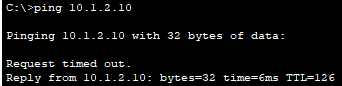 C:\>ping 10.1.2.10
Pinging 10.1.2.10 with 32 bytes of data:
Request timed out.
Reply from 10.1.2.10: bytes=32 time=6ms TTL=126